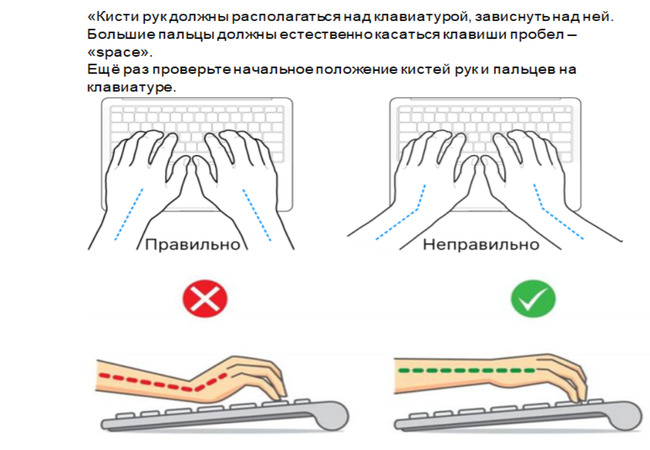 «Кисти рук должны располагаться над клавиатурой, зависнуть над ней.
Большие пальцы должны естественно касаться клавиши пробел –
«space».
Ещё раз проверьте начальное положение кистей рук и пальцев на
клавиатуре.
Правильно
Неправильно